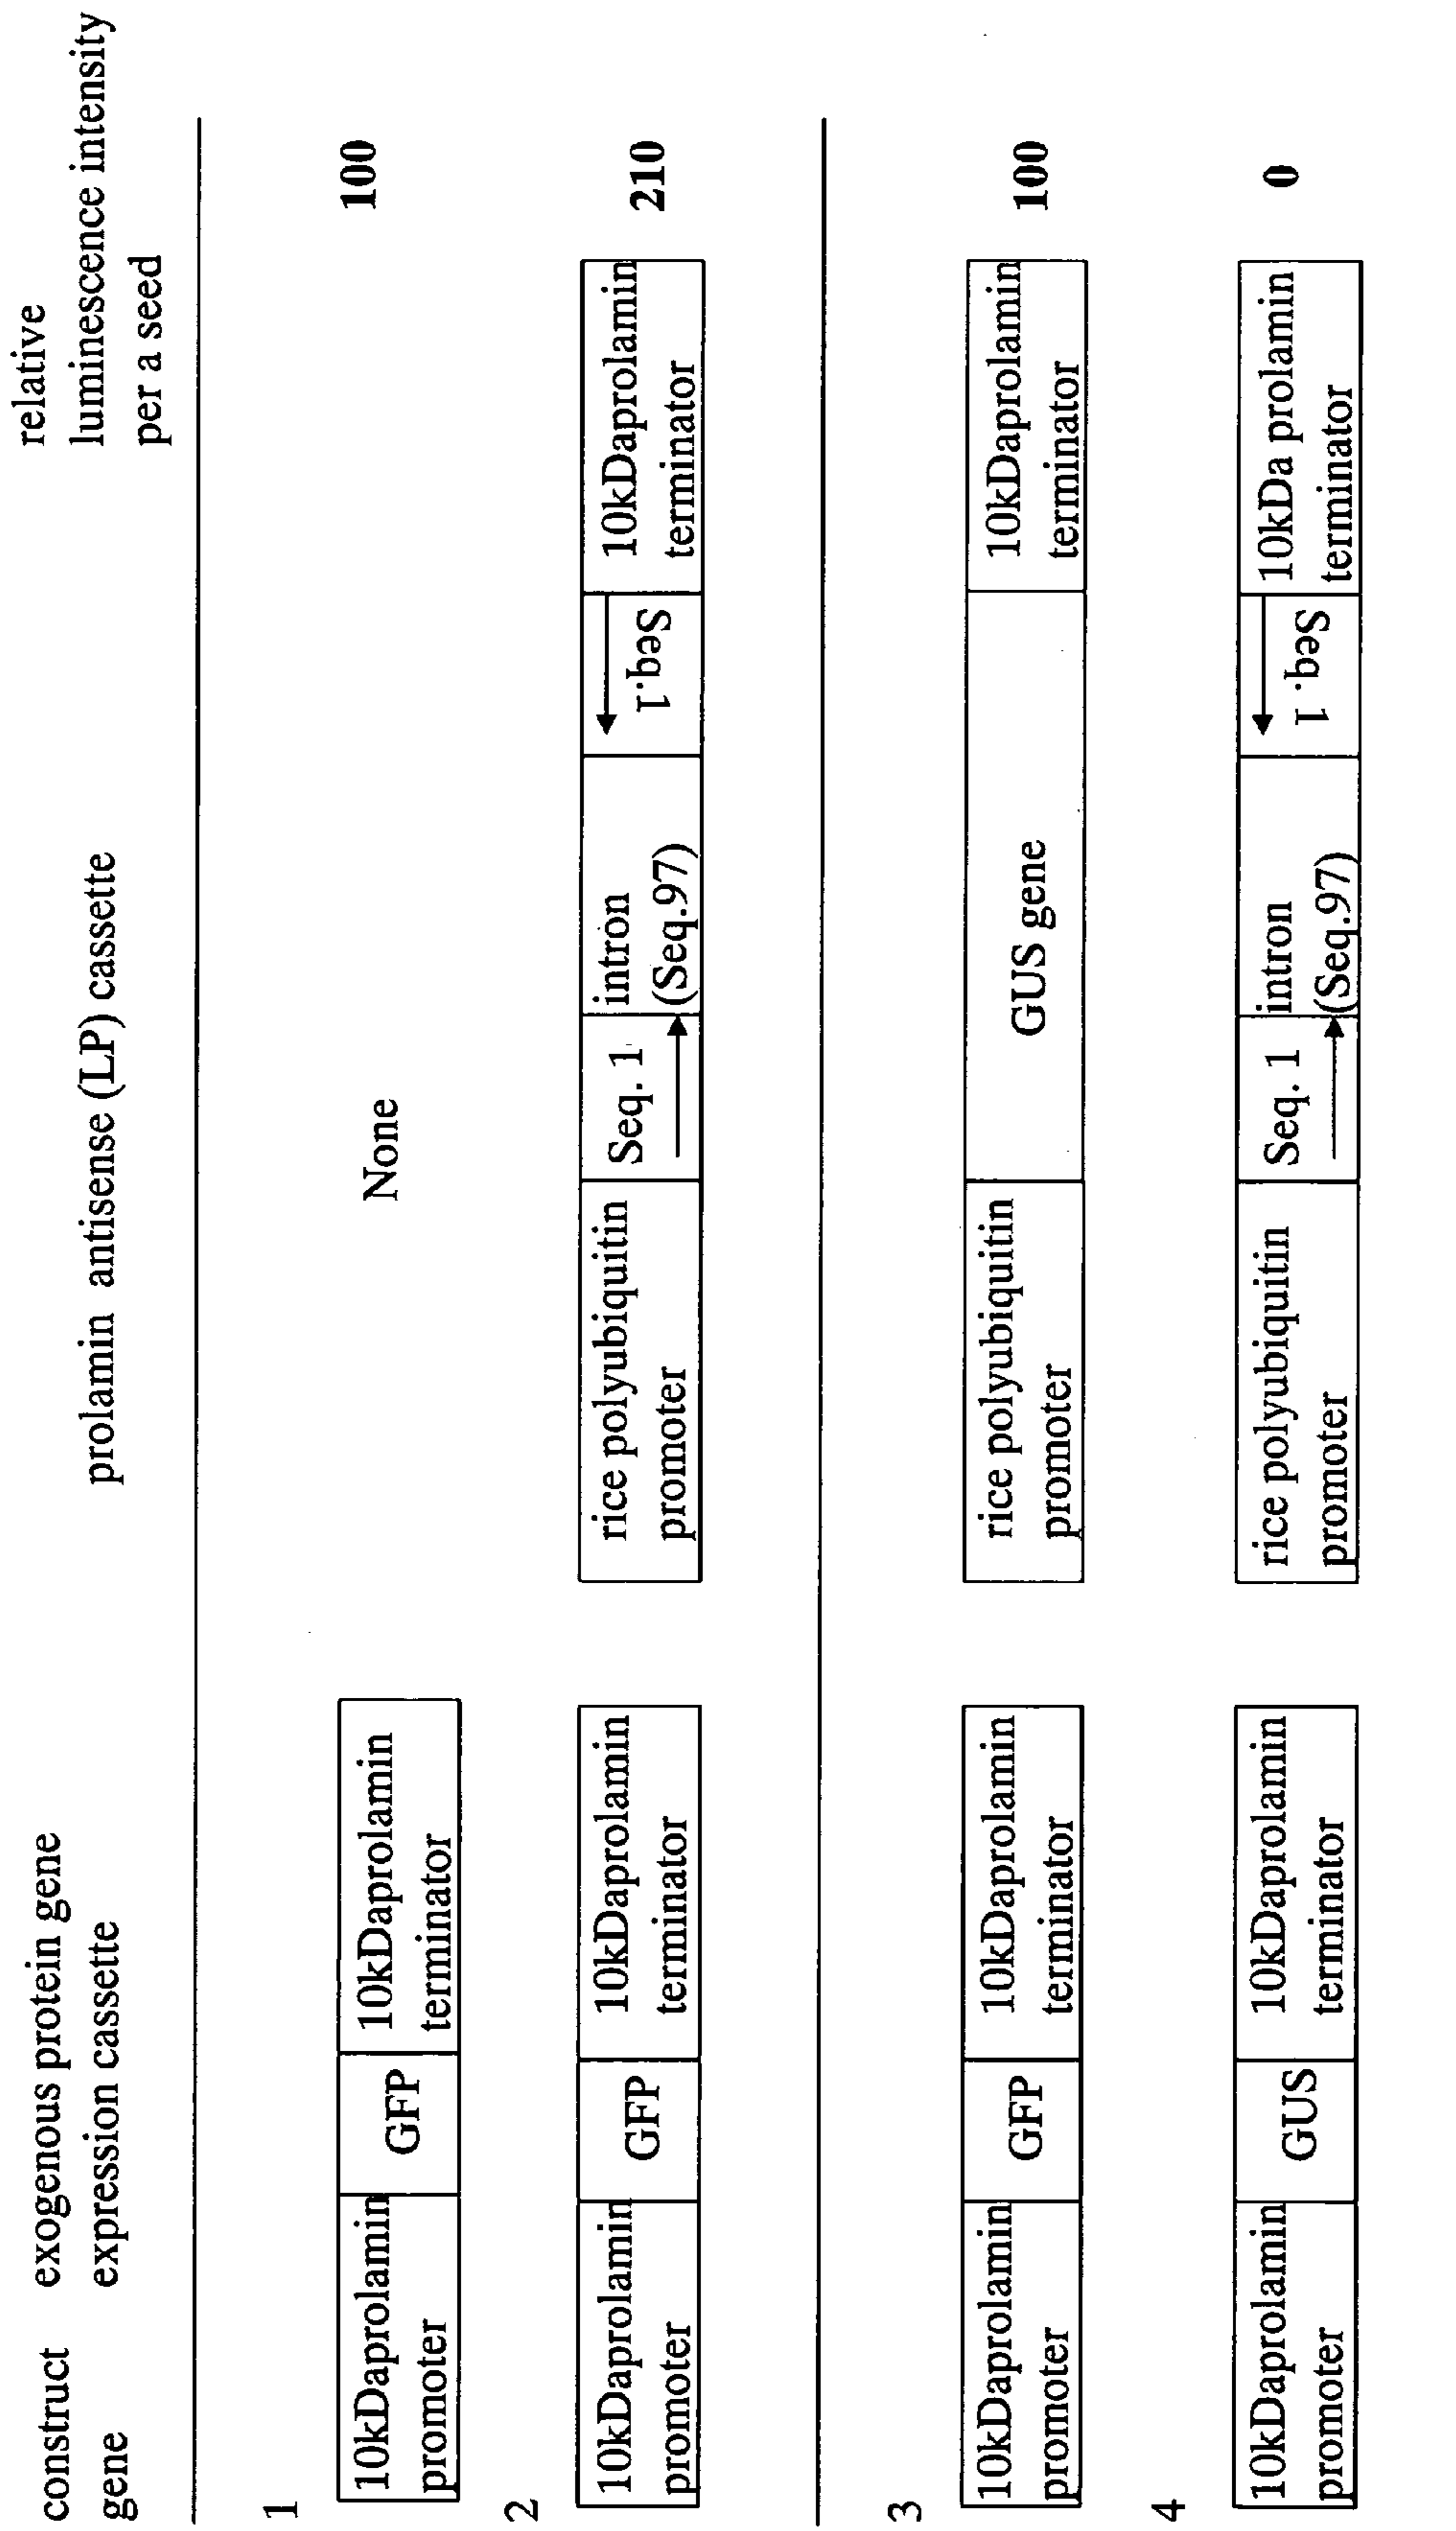 construct
gene
exogenous protein gene
expression cassette
prolamin antisense (LP) cassette
relative
luminescence intensity
per a seed
1
10kDaprolamin
promoter
GFP
10kDaprolamin
terminator
None
100
2
10kDaprolamin
promoter
GFP
10kDaprolamin
terminator
rice polyubiquitin
promoter
Seq. 1
intron
(Seq.97)
Seq.1
10kDaprolamin
terminator
210
3
10kDaprolamin
promoter
GFP
10kDaprolamin
terminator
rice polyubiquitin
promoter
GUS gene
10kDaprolamin
terminator
100
4
10kDaprolamin
promoter
GUS
10kDaprolamin
terminator
rice polyubiquitin
promoter
Seq. 1
intron
(Seq.97)
Seq. 1
10kDa prolamin
terminator
0